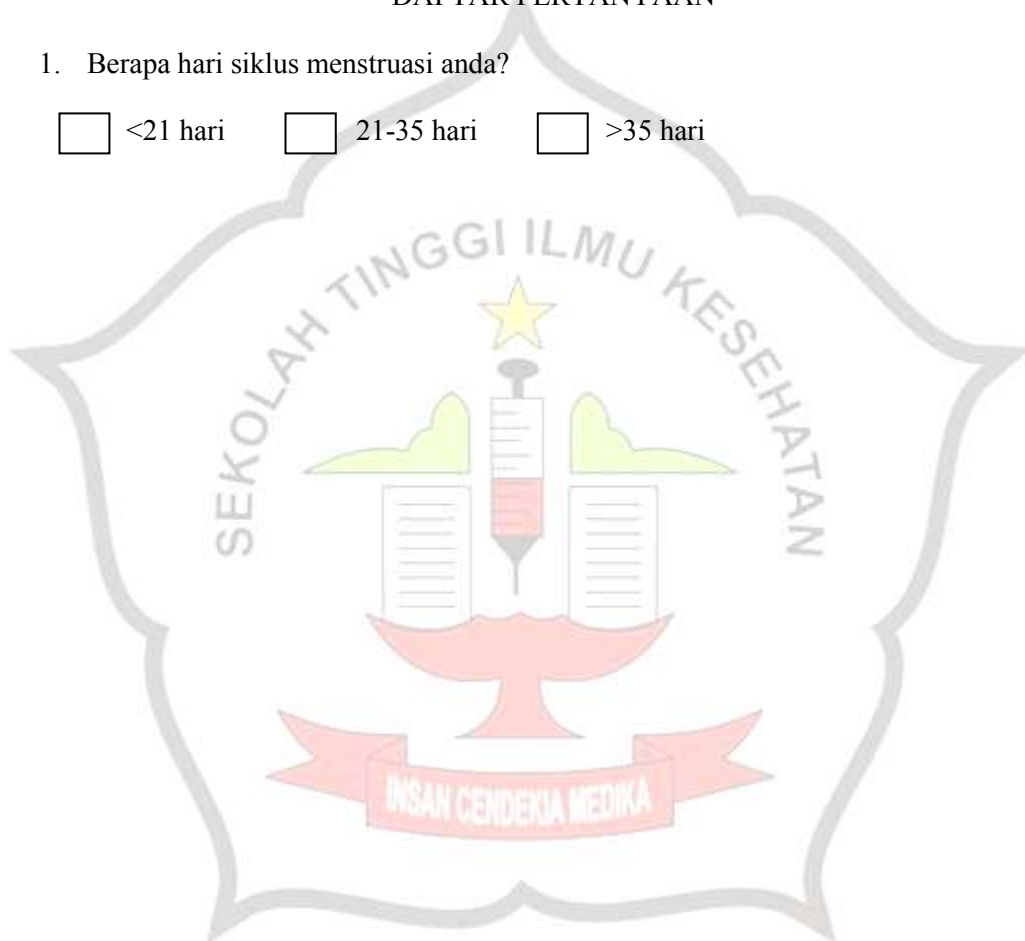 DAFTAR PERTANYAAN
1. Berapa hari siklus menstruasi anda?
<21 hari 21-35 hari >35 hari
SEKOLAH TINGGI ILMU KESEHATAN
INSAN CENDEKIA MEDIKA